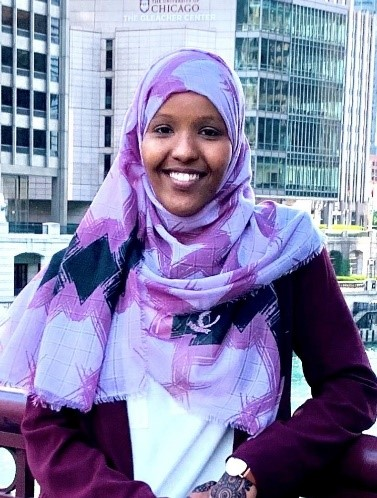 THE UNIVERSITY OF
CHICAGO
THE GLEACHER CENTER